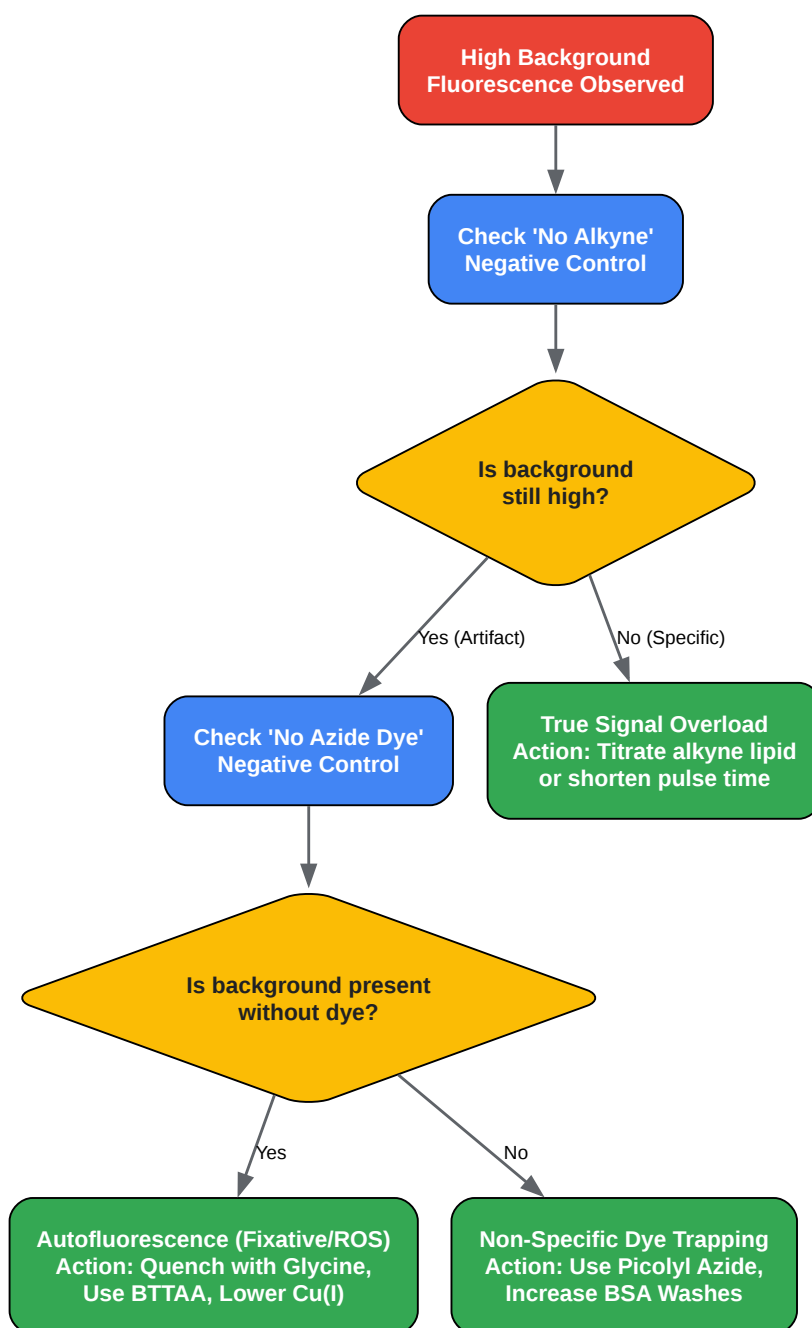 High Background
Fluorescence Observed
Check 'No Alkyne'
Negative Control
Is background
still high?
Yes (Artifact)
No (Specific)
Check 'No Azide Dye'
Negative Control
True Signal Overload
Action: Titrate alkyne lipid
or shorten pulse time
Is background present
without dye?
Yes
No
Autofluorescence (Fixative/ROS)
Action: Quench with Glycine,
Use BTTAA, Lower Cu(I)
Non-Specific Dye Trapping
Action: Use Picolyl Azide,
Increase BSA Washes